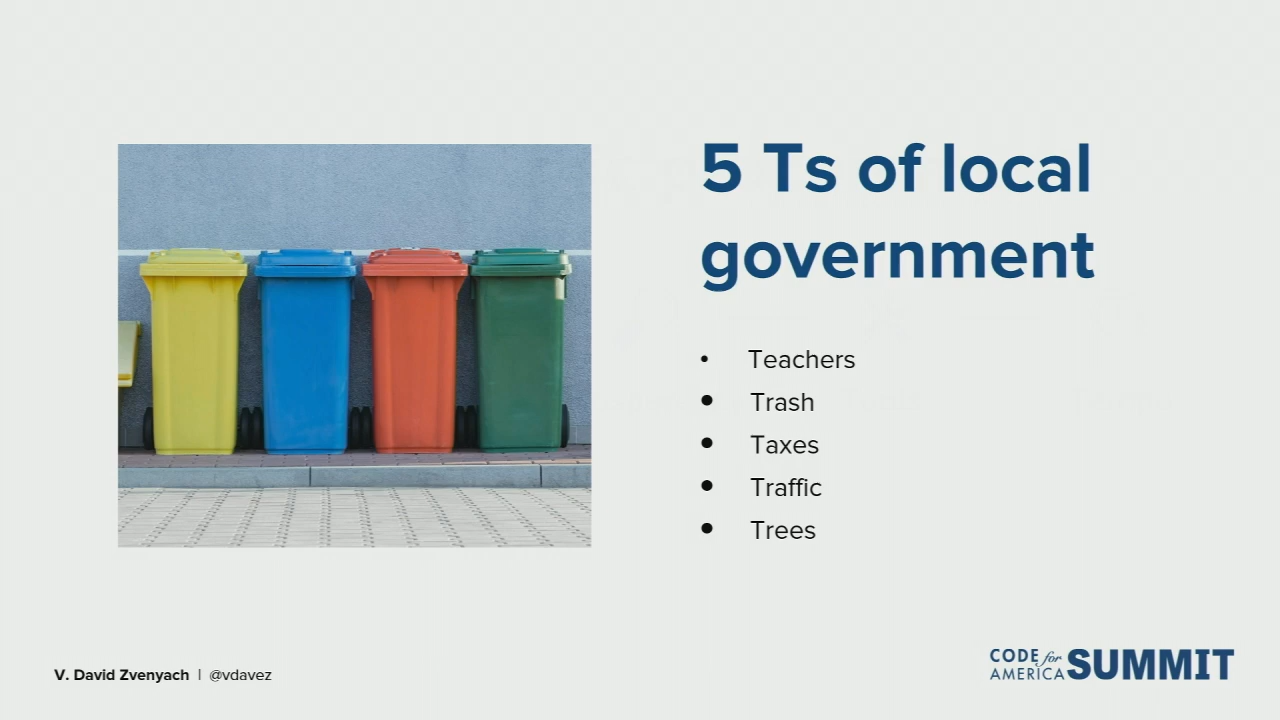 5 Ts of local
government
• Teachers
• Trash
• Taxes
• Traffic
• Trees
V. David Zvenyach | @vdavez
CODE for
AMERICA SUMMIT